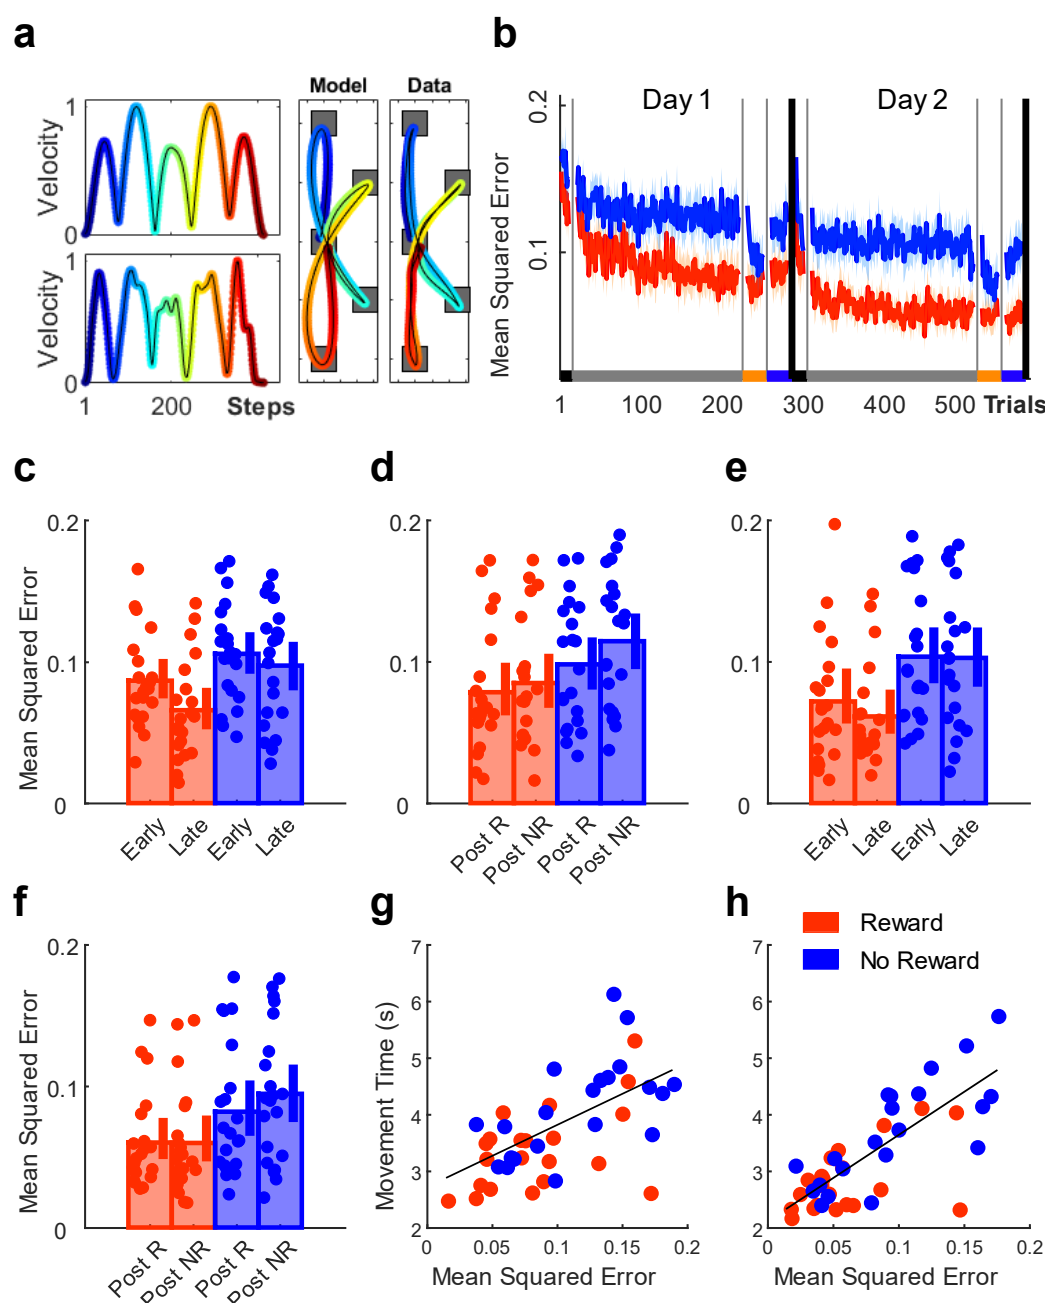 a
b
Model
Data
1
Velocity
0
Velocity
0
1
200
Steps
0.2
0.1
Mean Squared Error
Day 1
Day 2
1
100
200
300
400
500
Trials
c
d
e
0.2
0.1
0
Mean Squared Error
Early
Late
Early
Late
0.2
0.1
0
Post R
Post NR
Post R
Post NR
0.2
0.1
0
Early
Late
Early
Late
f
g
h
0.2
0.1
0
Mean Squared Error
Post R
Post NR
Post R
Post NR
7
6
5
4
3
2
Movement Time (s)
0
0.05
0.1
0.15
0.2
Mean Squared Error
Reward
No Reward
7
6
5
4
3
2
0
0.05
0.1
0.15
0.2
Mean Squared Error